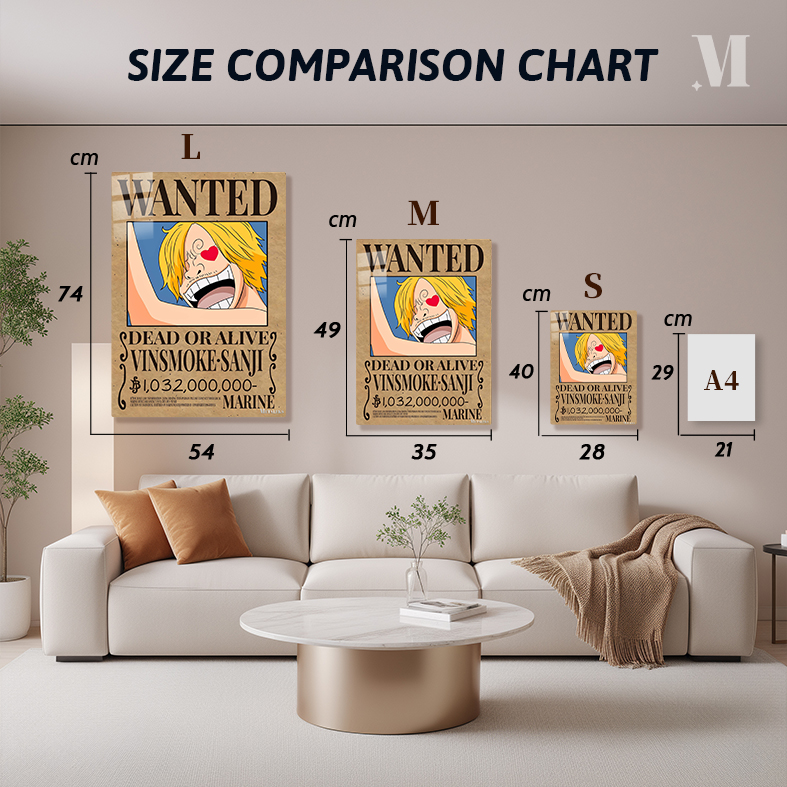 SIZE COMPARISON CHART
M
L
cm
WANTED
DEAD OR ALIVE
VINSMOKE·SANJI
฿1,032,000,000-
MARINE
74
54
M
cm
WANTED
DEAD OR ALIVE
VINSMOKE·SANJI
฿1,032,000,000-
MARINE
49
35
S
cm
WANTED
DEAD OR ALIVE
VINSMOKE·SANJI
฿1,032,000,000-
MARINE
40
28
cm
A4
29
21